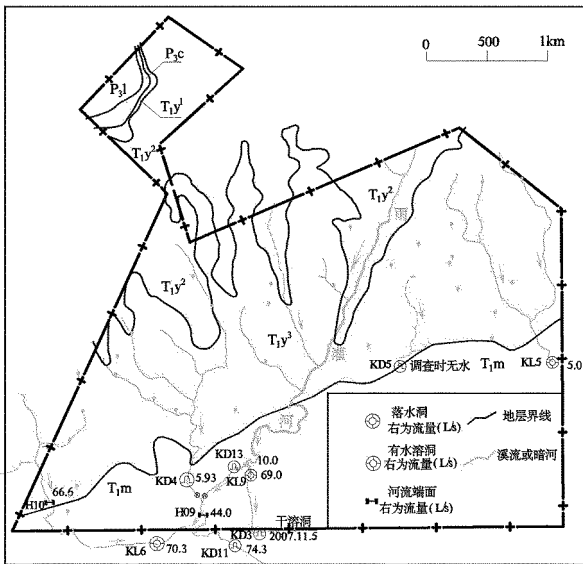 0 500 1km
P₃c
P₃l
T₁y¹
T₁y²
T₁y²
雨
T₁y²
T₁y³
河
KD5 调查时无水
T₁m
KL5
5.0
落水洞
右为流量(L/s)
地层界线
有水溶洞
右为流量(L/s)
溪流或暗河
河流端面
右为流量(L/s)
KD13
10.0
KD4 5.93
KL9 69.0
T₁m
66.6
H10
H09 44.0
干溶洞
KD3 2007.11.5
KL6 70.3
KD11 74.3